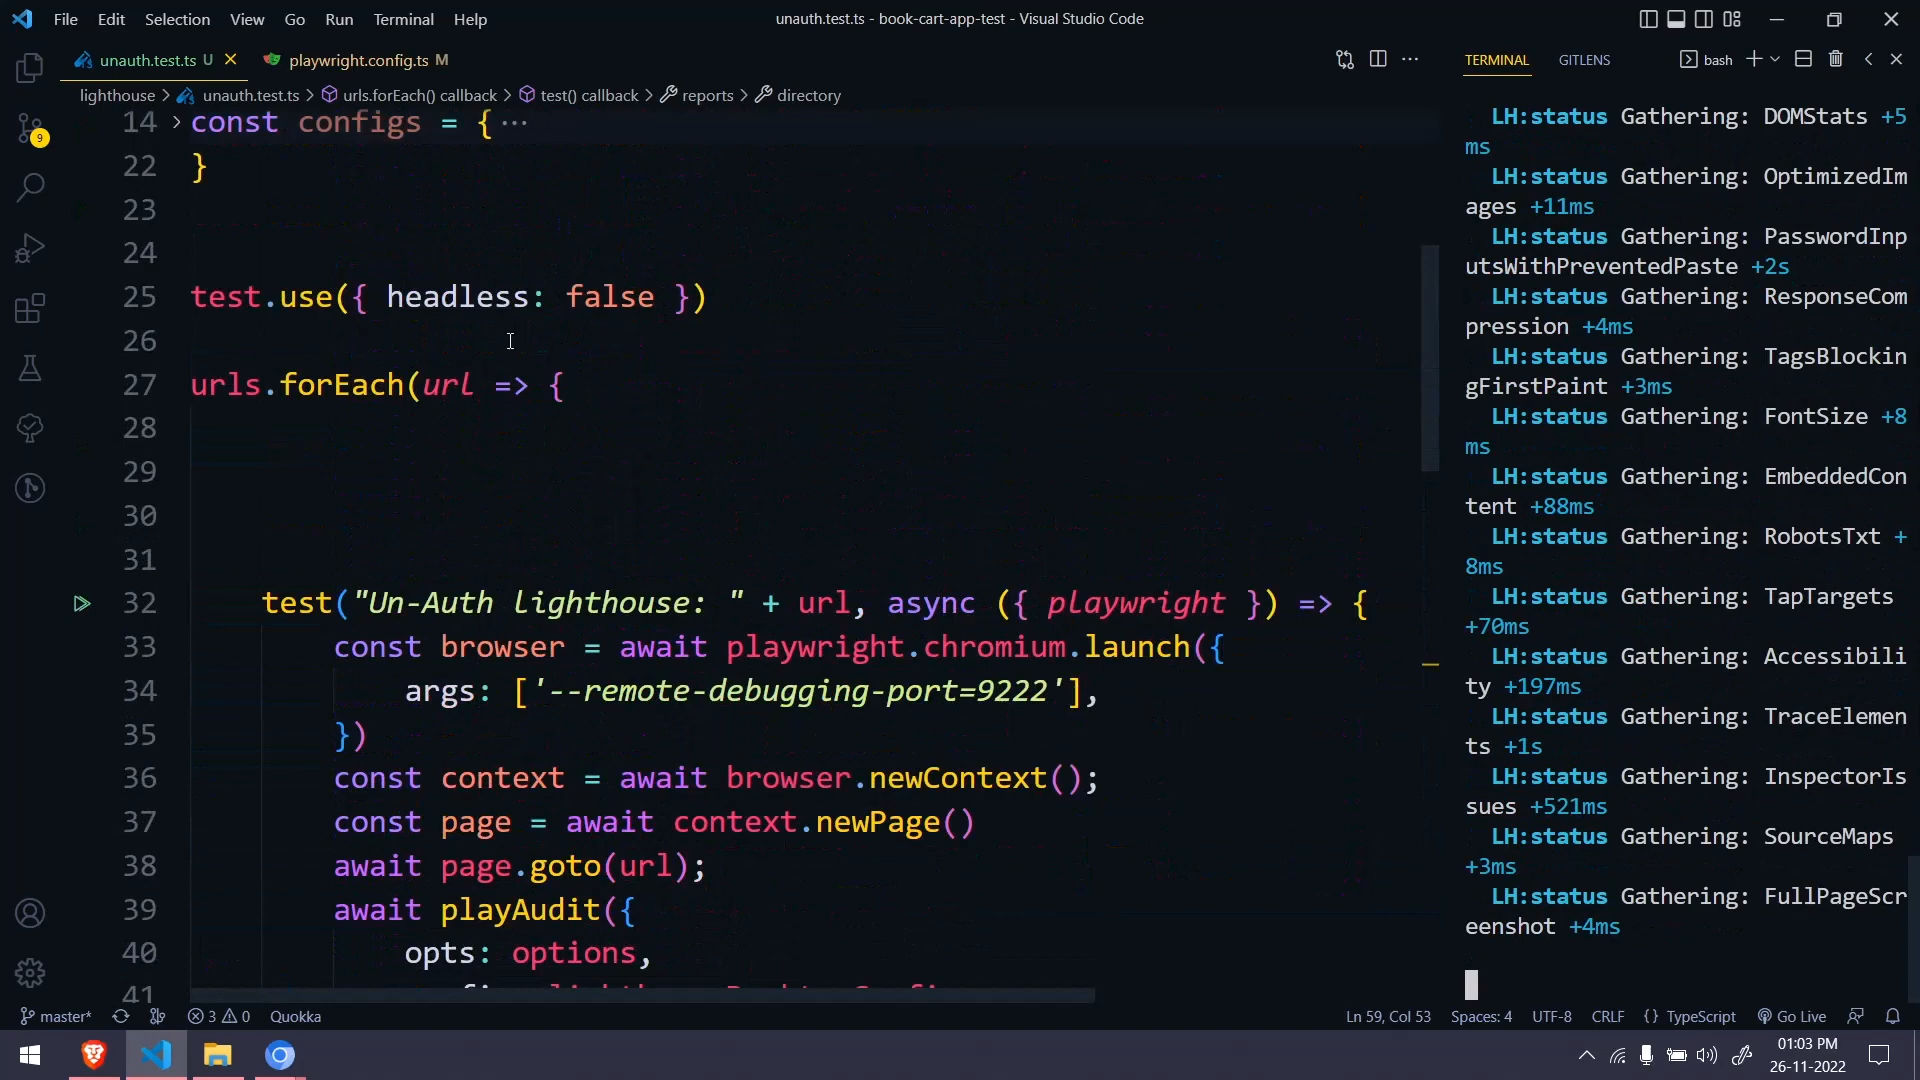 File Edit Selection View Go Run Terminal Help
unauth.test.ts - book-cart-app-test - Visual Studio Code
unauth.test.ts U
playwright.config.ts M
TERMINAL GITLENS bash
lighthouse > unauth.test.ts > urls.forEach() callback > test() callback > reports > directory
9
14 const configs = {···
22 }
23
24
25 test.use({ headless: false })
26
27 urls.forEach(url => {
28
29
30
31
32 test("Un-Auth lighthouse: " + url, async ({ playwright }) => {
33 const browser = await playwright.chromium.launch({
34 args: ['--remote-debugging-port=9222'],
35 })
36 const context = await browser.newContext();
37 const page = await context.newPage()
38 await page.goto(url);
39 await playAudit({
40 opts: options,
41
LH:status Gathering: DOMStats +5
ms
LH:status Gathering: OptimizedIm
ages +11ms
LH:status Gathering: PasswordInp
utsWithPreventedPaste +2s
LH:status Gathering: ResponseCom
pression +4ms
LH:status Gathering: TagsBlockin
gFirstPaint +3ms
LH:status Gathering: FontSize +8
ms
LH:status Gathering: EmbeddedCon
tent +88ms
LH:status Gathering: RobotsTxt +
8ms
LH:status Gathering: TapTargets
+70ms
LH:status Gathering: Accessibili
ty +197ms
LH:status Gathering: TraceElemen
ts +1s
LH:status Gathering: InspectorIs
sues +521ms
LH:status Gathering: SourceMaps
+3ms
LH:status Gathering: FullPageScr
eenshot +4ms
master* 3 0 Quokka
Ln 59, Col 53 Spaces: 4 UTF-8 CRLF {} TypeScript Go Live
01:03 PM
26-11-2022